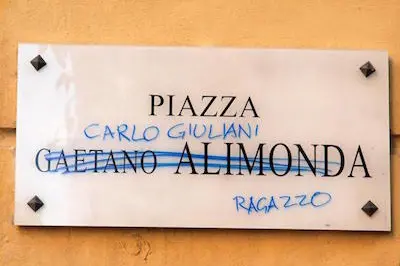 PIAZZA
CARLO GIULIANI
GAETANO ALIMONDA
RAGAZZO